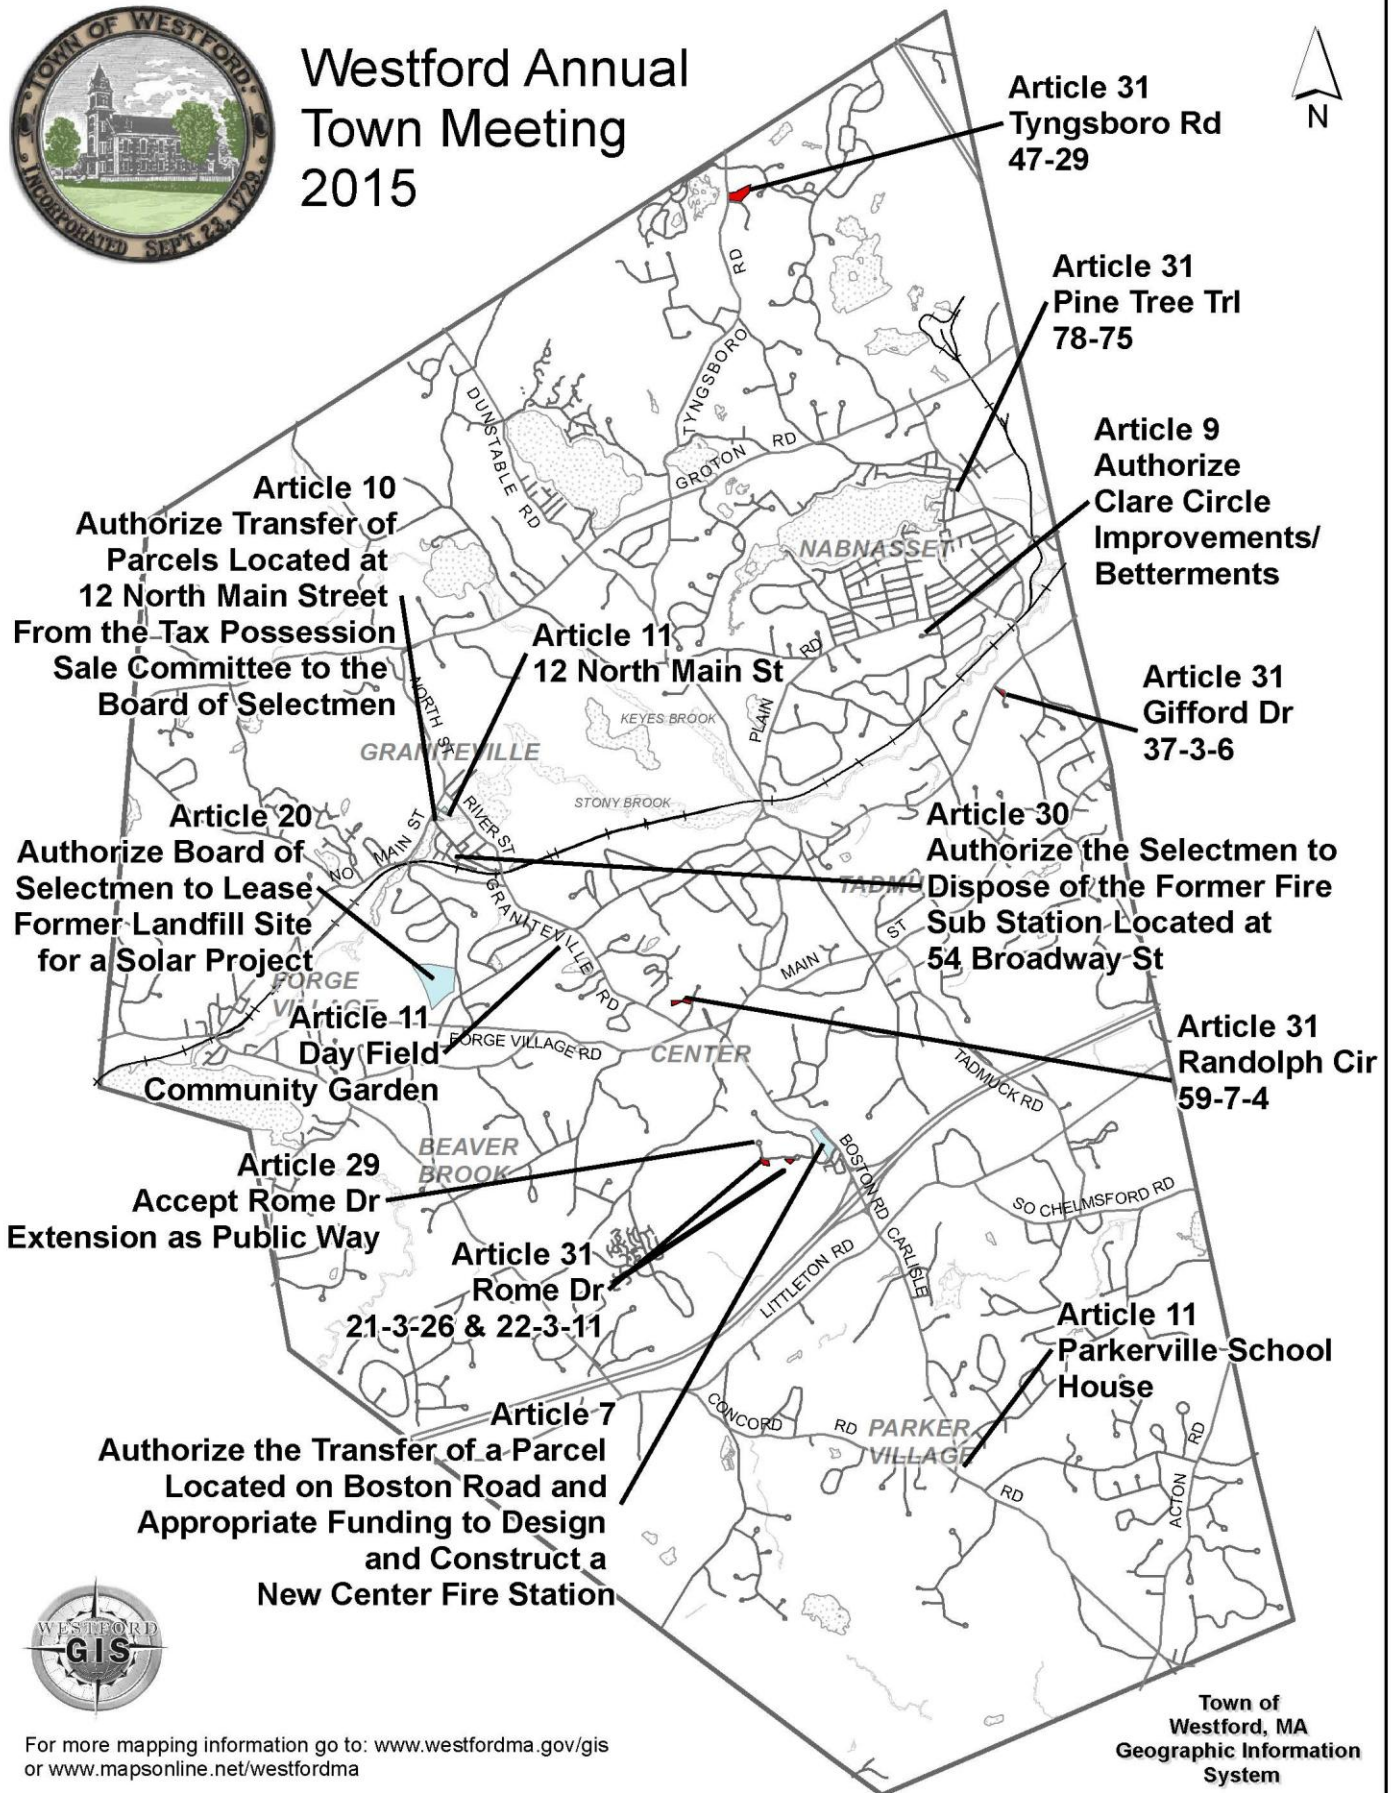 TOWN OF WESTFORD.
INCORPORATED SEPT. 23, 1729
Westford Annual
Town Meeting
2015
N
Article 31
Tyngsboro Rd
47-29
Article 31
Pine Tree Trl
78-75
Article 9
Authorize
Clare Circle
Improvements/
Betterments
Article 10
Authorize Transfer of
Parcels Located at
12 North Main Street
From the Tax Possession
Sale Committee to the
Board of Selectmen
Article 11
12 North Main St
Article 31
Gifford Dr
37-3-6
Article 20
Authorize Board of
Selectmen to Lease
Former Landfill Site
for a Solar Project
Article 30
Authorize the Selectmen to
Dispose of the Former Fire
Sub Station Located at
54 Broadway St
Article 11
Day Field
Community Garden
Article 31
Randolph Cir
59-7-4
Article 29
Accept Rome Dr
Extension as Public Way
Article 31
Rome Dr
21-3-26 & 22-3-11
Article 11
Parkerville School
House
Article 7
Authorize the Transfer of a Parcel
Located on Boston Road and
Appropriate Funding to Design
and Construct a
New Center Fire Station
TYNGSBORO RD
DUNSTABLE RD
GROTON RD
NABNASSET
PLAIN RD
NORTH ST
KEYES BROOK
GRANITEVILLE
STONY BROOK
RIVER ST
NO MAIN ST
GRANITEVILLE RD
MAIN ST
FORGE
VILLAGE
FORGE VILLAGE RD
CENTER
TADMUCK RD
BEAVER
BROOK
BOSTON RD
CARLISLE
SO CHELMSFORD RD
LITTLETON RD
CONCORD RD
PARKER
VILLAGE
RD
ACTON RD
WESTFORD
GIS
For more mapping information go to: www.westfordma.gov/gis
or www.mapsonline.net/westfordma
Town of
Westford, MA
Geographic Information
System